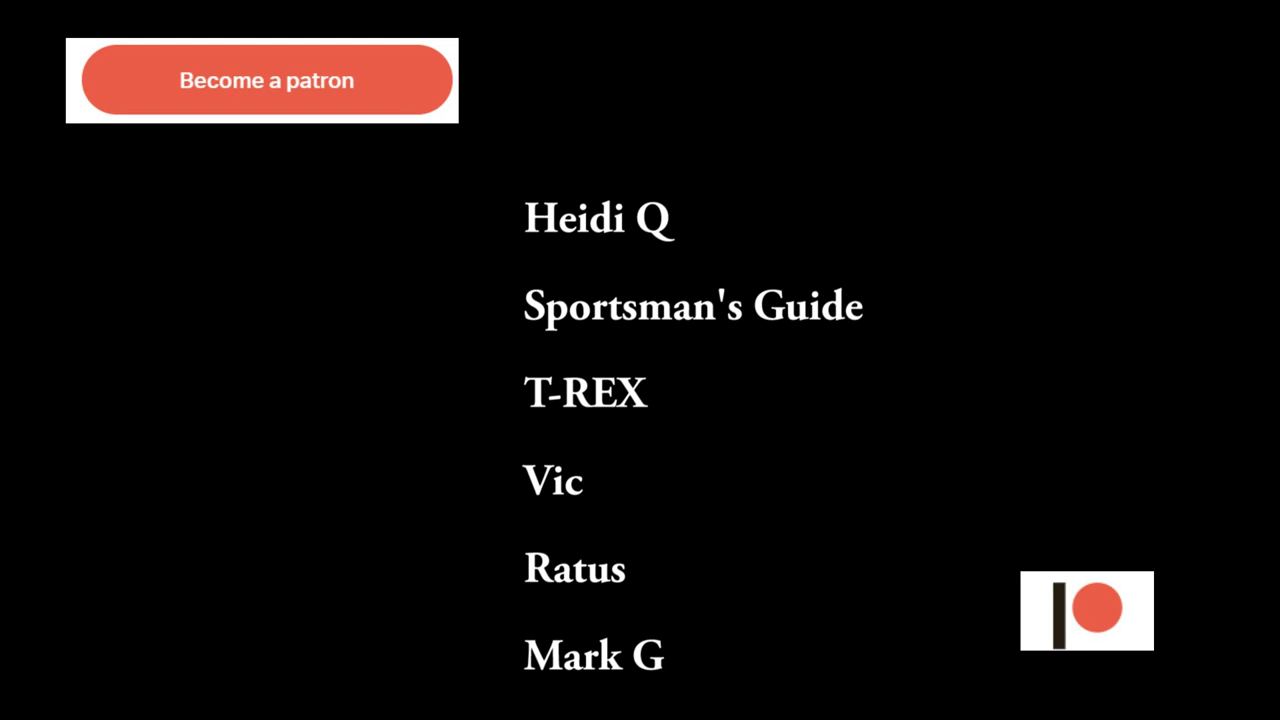 Become a patron
Heidi Q
Sportsman's Guide
T-REX
Vic
Ratus
Mark G